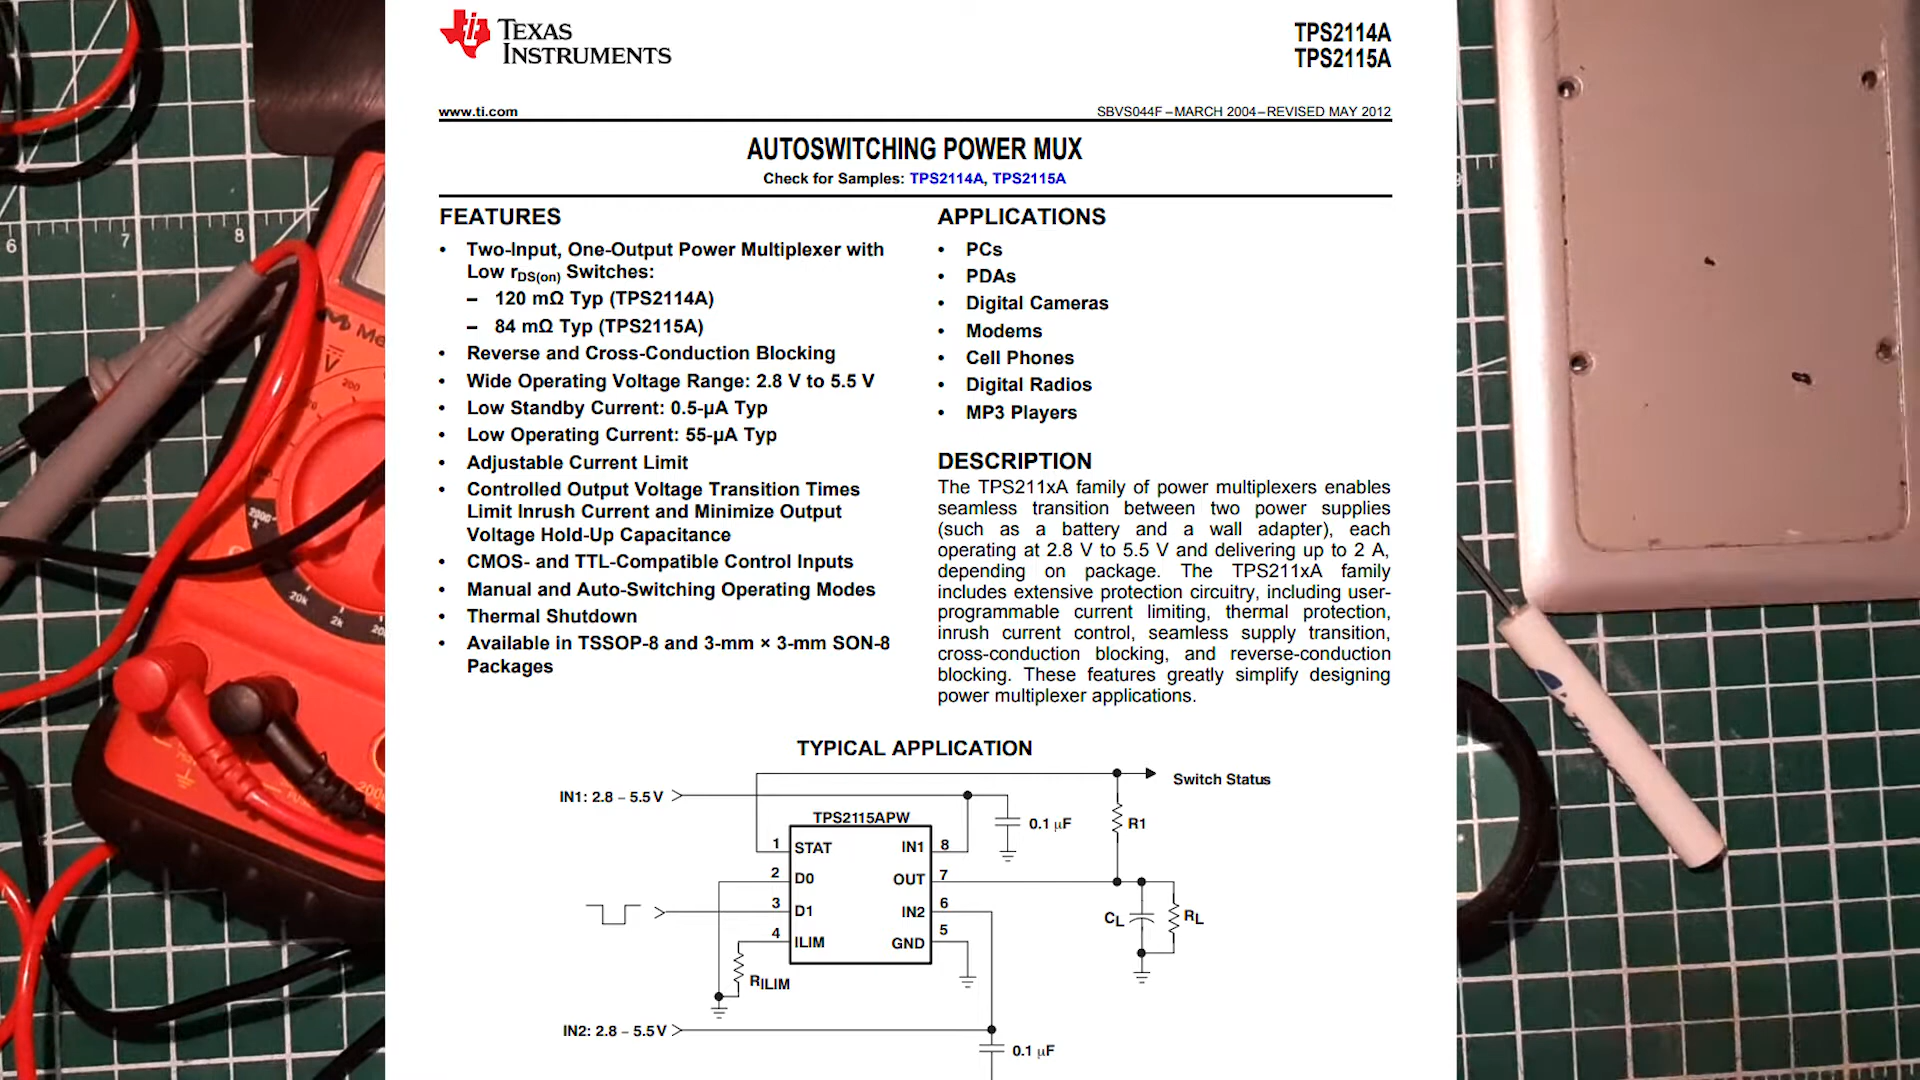 TEXAS
INSTRUMENTS
TPS2114A
TPS2115A
www.ti.com
SBVS044F – MARCH 2004 – REVISED MAY 2012
AUTOSWITCHING POWER MUX
Check for Samples: TPS2114A, TPS2115A
FEATURES
• Two-Input, One-Output Power Multiplexer with
Low rDS(on) Switches:
– 120 mΩ Typ (TPS2114A)
– 84 mΩ Typ (TPS2115A)
• Reverse and Cross-Conduction Blocking
• Wide Operating Voltage Range: 2.8 V to 5.5 V
• Low Standby Current: 0.5-µA Typ
• Low Operating Current: 55-µA Typ
• Adjustable Current Limit
• Controlled Output Voltage Transition Times
Limit Inrush Current and Minimize Output
Voltage Hold-Up Capacitance
• CMOS- and TTL-Compatible Control Inputs
• Manual and Auto-Switching Operating Modes
• Thermal Shutdown
• Available in TSSOP-8 and 3-mm × 3-mm SON-8
Packages
APPLICATIONS
• PCs
• PDAs
• Digital Cameras
• Modems
• Cell Phones
• Digital Radios
• MP3 Players
DESCRIPTION
The TPS211xA family of power multiplexers enables
seamless transition between two power supplies
(such as a battery and a wall adapter), each
operating at 2.8 V to 5.5 V and delivering up to 2 A,
depending on package. The TPS211xA family
includes extensive protection circuitry, including user-
programmable current limiting, thermal protection,
inrush current control, seamless supply transition,
cross-conduction blocking, and reverse-conduction
blocking. These features greatly simplify designing
power multiplexer applications.
TYPICAL APPLICATION
Switch Status
IN1: 2.8 – 5.5 V
TPS2115APW
0.1 µF
R1
1 STAT IN1 8
2 D0 OUT 7
3 D1 IN2 6
4 ILIM GND 5
CL
RL
RILIM
IN2: 2.8 – 5.5 V
0.1 µF
6
7
8
V
200
20k
2k